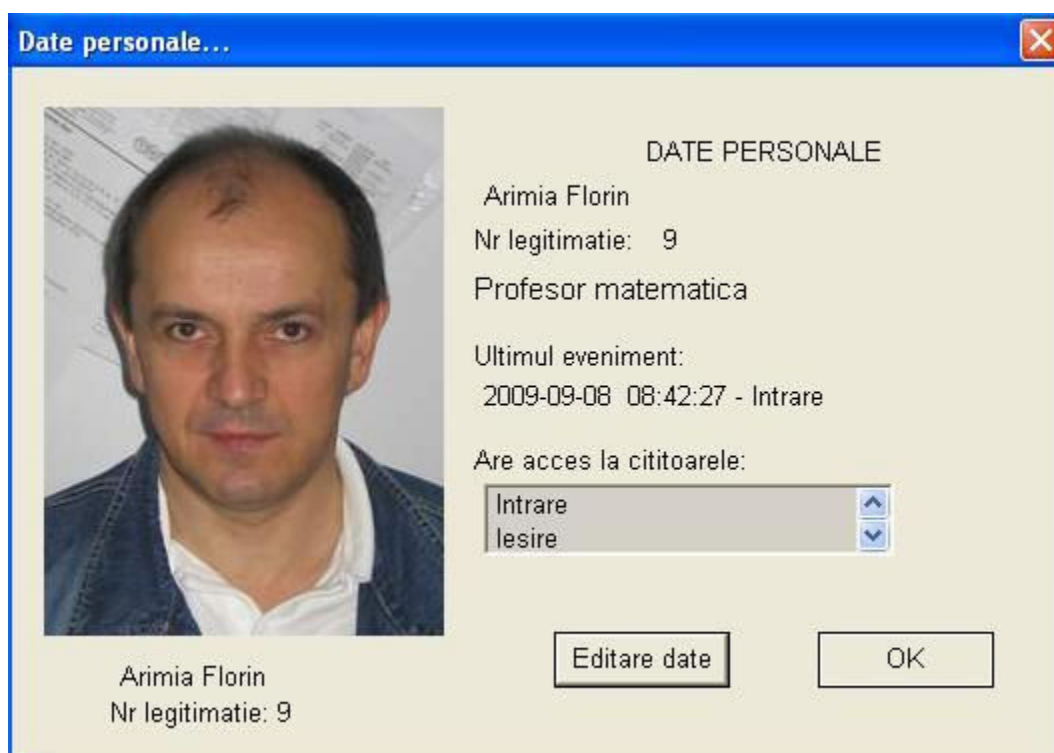 Date personale...
DATE PERSONALE
Arimia Florin
Nr legitimatie: 9
Profesor matematica
Ultimul eveniment:
2009-09-08 08:42:27 - Intrare
Are acces la cititoarele:
Intrare
Iesire
Editare date
OK
Arimia Florin
Nr legitimatie: 9